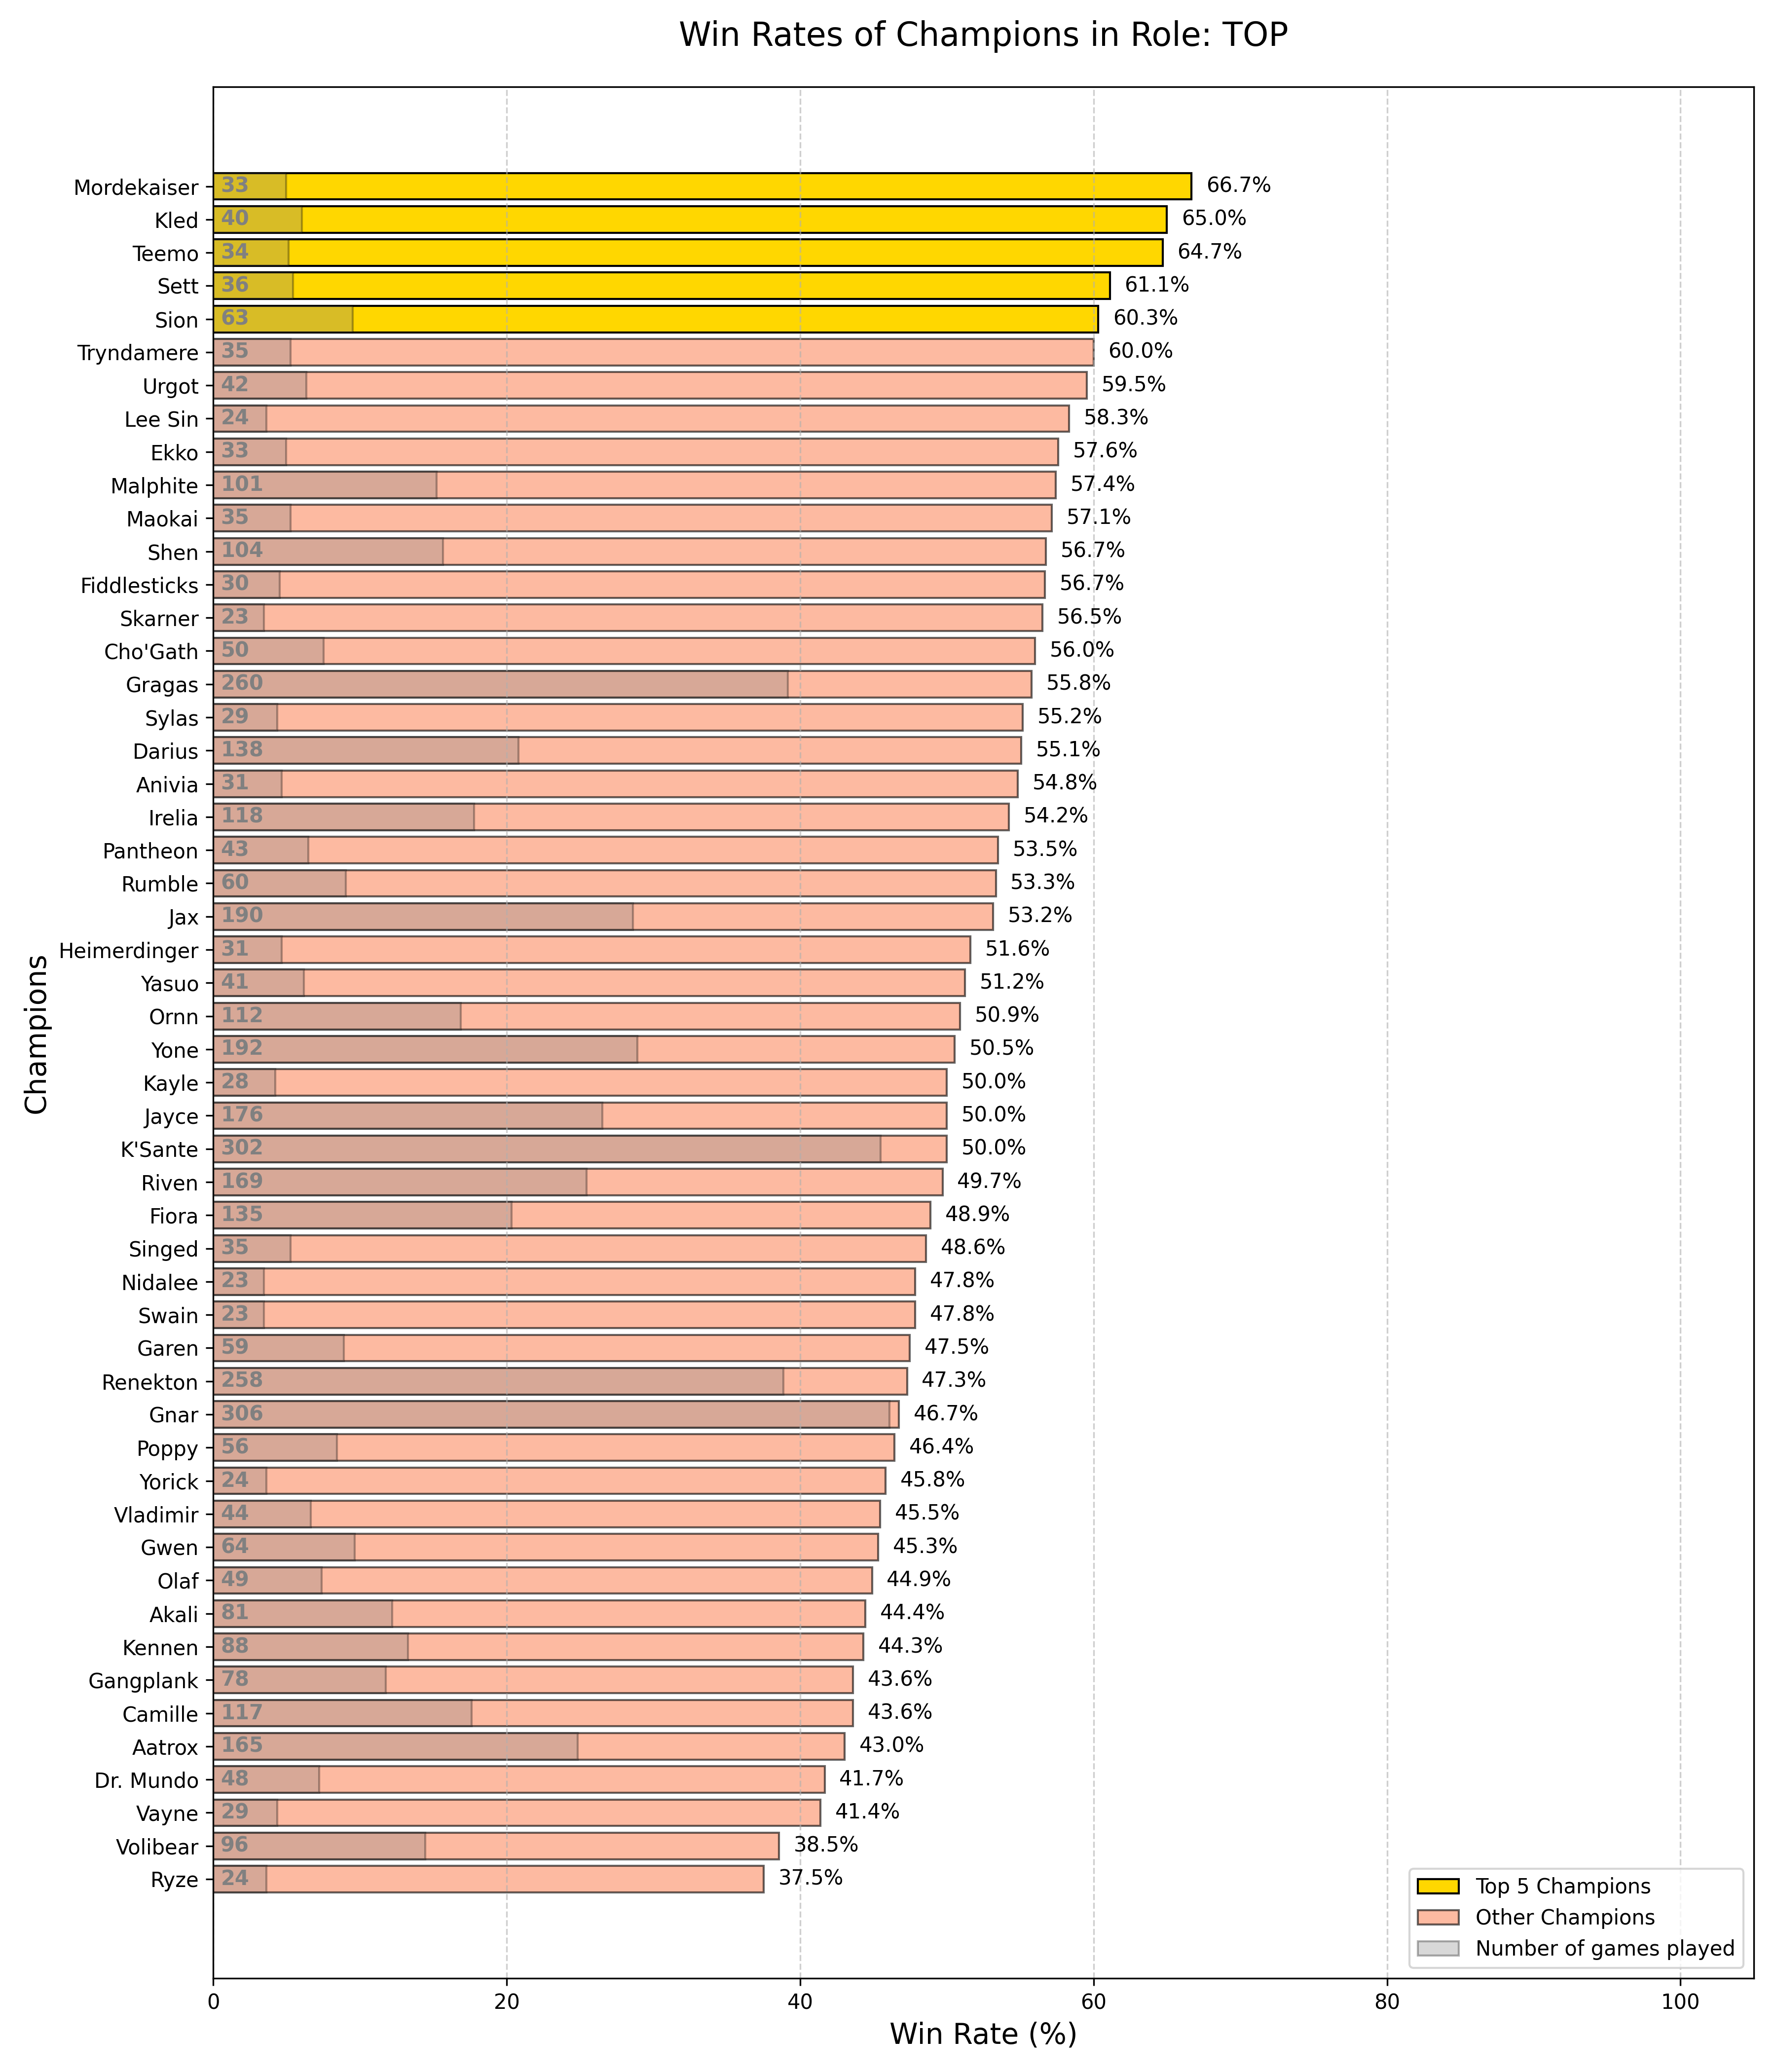 Win Rates of Champions in Role: TOP
Mordekaiser 33 66.7%
Kled 40 65.0%
Teemo 34 64.7%
Sett 36 61.1%
Sion 63 60.3%
Tryndamere 35 60.0%
Urgot 42 59.5%
Lee Sin 24 58.3%
Ekko 33 57.6%
Malphite 101 57.4%
Maokai 35 57.1%
Shen 104 56.7%
Fiddlesticks 30 56.7%
Skarner 23 56.5%
Cho'Gath 50 56.0%
Gragas 260 55.8%
Sylas 29 55.2%
Darius 138 55.1%
Anivia 31 54.8%
Irelia 118 54.2%
Pantheon 43 53.5%
Rumble 60 53.3%
Jax 190 53.2%
Heimerdinger 31 51.6%
Yasuo 41 51.2%
Ornn 112 50.9%
Yone 192 50.5%
Kayle 28 50.0%
Jayce 176 50.0%
K'Sante 302 50.0%
Riven 169 49.7%
Fiora 135 48.9%
Singed 35 48.6%
Nidalee 23 47.8%
Swain 23 47.8%
Garen 59 47.5%
Renekton 258 47.3%
Gnar 306 46.7%
Poppy 56 46.4%
Yorick 24 45.8%
Vladimir 44 45.5%
Gwen 64 45.3%
Olaf 49 44.9%
Akali 81 44.4%
Kennen 88 44.3%
Gangplank 78 43.6%
Camille 117 43.6%
Aatrox 165 43.0%
Dr. Mundo 48 41.7%
Vayne 29 41.4%
Volibear 96 38.5%
Ryze 24 37.5%
Champions
Top 5 Champions
Other Champions
Number of games played
0 20 40 60 80 100
Win Rate (%)